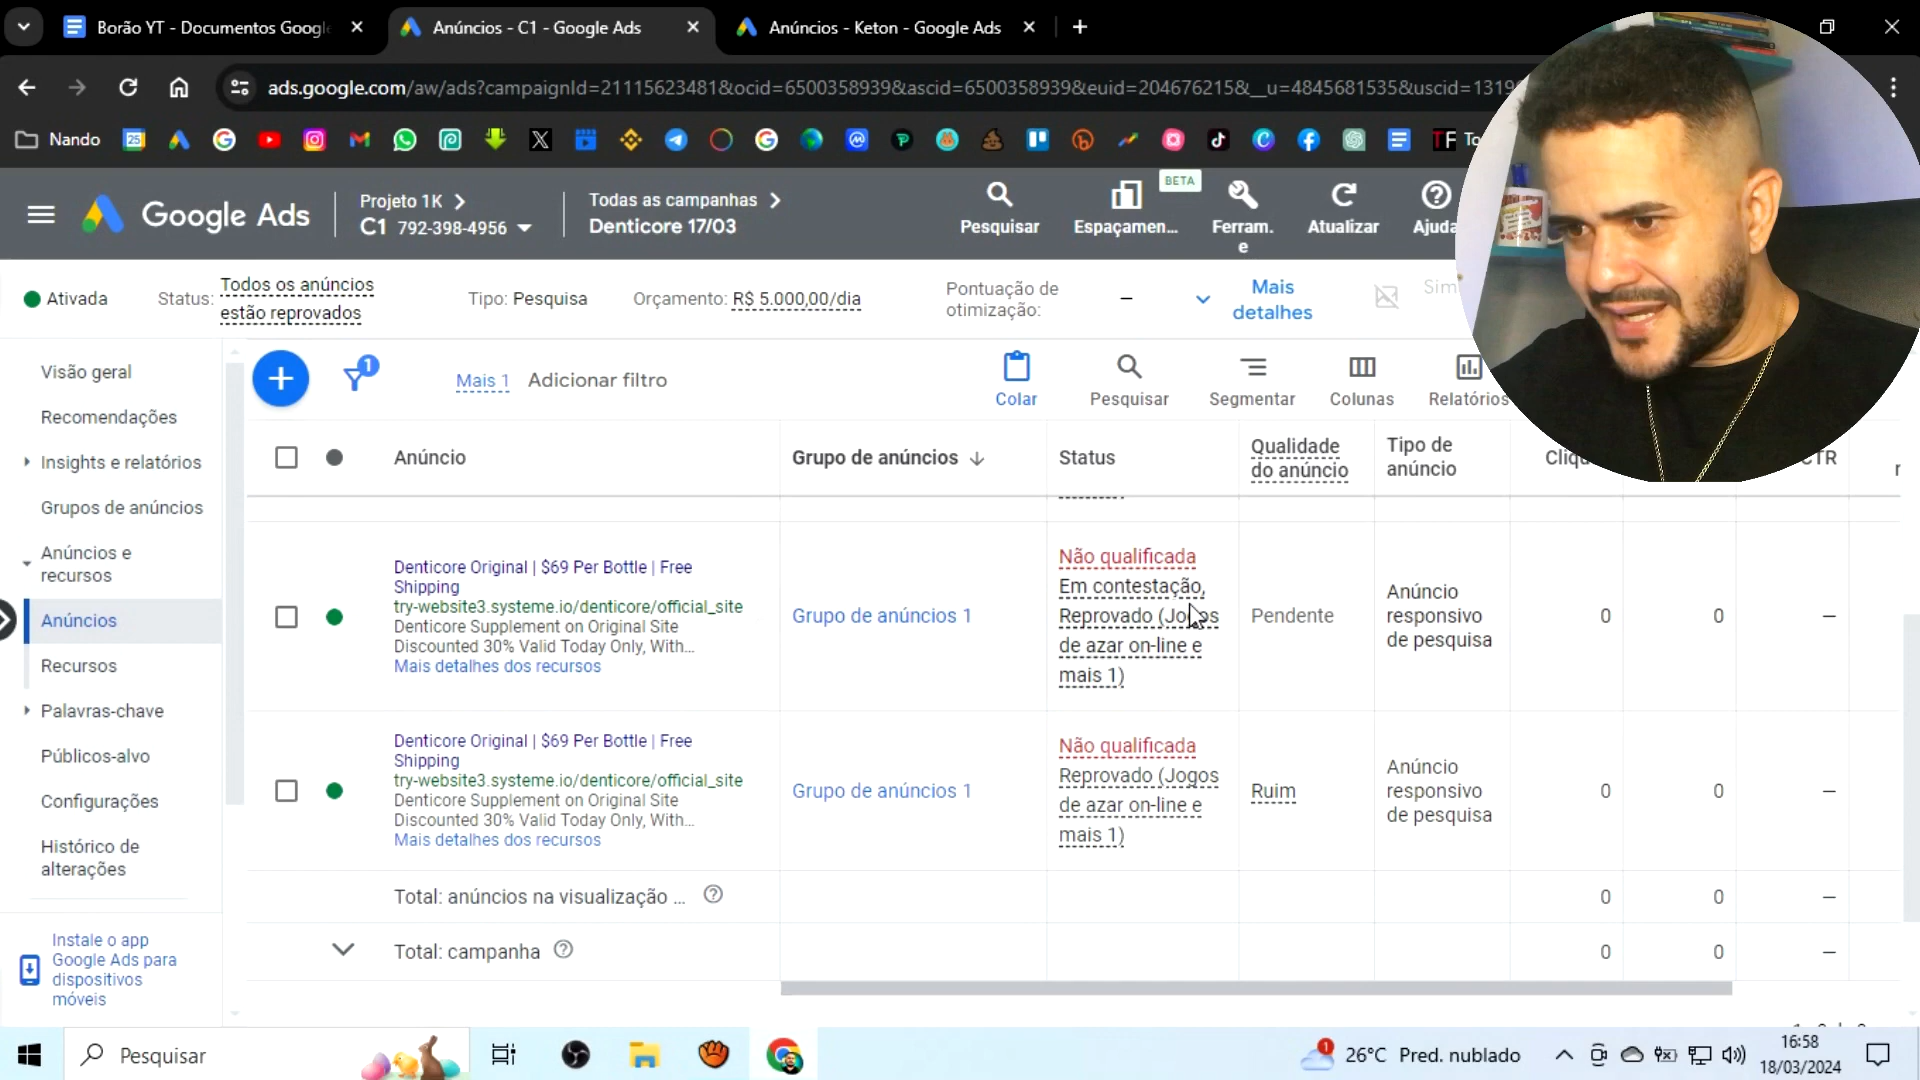 Borão YT - Documentos Googl
Anúncios - C1 - Google Ads
Anúncios - Keton - Google Ads
ads.google.com/aw/ads?campaignId=21115623481&ocid=6500358939&ascid=6500358939&euid=204676215&__u=4845681535&uscid=1319
Nando
25
TF
BETA
Google Ads
Projeto 1K
C1 792-398-4956
Todas as campanhas
Denticore 17/03
Pesquisar
Espaçamen...
Ferram.
e
Atualizar
Ajuda
Ativada
Status: Todos os anúncios
estão reprovados
Tipo: Pesquisa
Orçamento: R$ 5.000,00/dia
Pontuação de
otimização:
–
Mais
detalhes
Sim
Visão geral
Recomendações
Insights e relatórios
Grupos de anúncios
Anúncios e
recursos
Anúncios
Recursos
Palavras-chave
Públicos-alvo
Configurações
Histórico de
alterações
Instale o app
Google Ads para
dispositivos
móveis
1
Mais 1
Adicionar filtro
Colar
Pesquisar
Segmentar
Colunas
Relatórios
Anúncio
Grupo de anúncios
Status
Qualidade
do anúncio
Tipo de
anúncio
Cliqu
CTR
Denticore Original | $69 Per Bottle | Free
Shipping
try-website3.systeme.io/denticore/official_site
Denticore Supplement on Original Site
Discounted 30% Valid Today Only, With...
Mais detalhes dos recursos
Grupo de anúncios 1
Não qualificada
Em contestação,
Reprovado (Jogos
de azar on-line e
mais 1)
Pendente
Anúncio
responsivo
de pesquisa
0
0
–
Denticore Original | $69 Per Bottle | Free
Shipping
try-website3.systeme.io/denticore/official_site
Denticore Supplement on Original Site
Discounted 30% Valid Today Only, With...
Mais detalhes dos recursos
Grupo de anúncios 1
Não qualificada
Reprovado (Jogos
de azar on-line e
mais 1)
Ruim
Anúncio
responsivo
de pesquisa
0
0
–
Total: anúncios na visualização ...
0
0
–
Total: campanha
0
0
–
Pesquisar
1
26°C Pred. nublado
16:58
18/03/2024